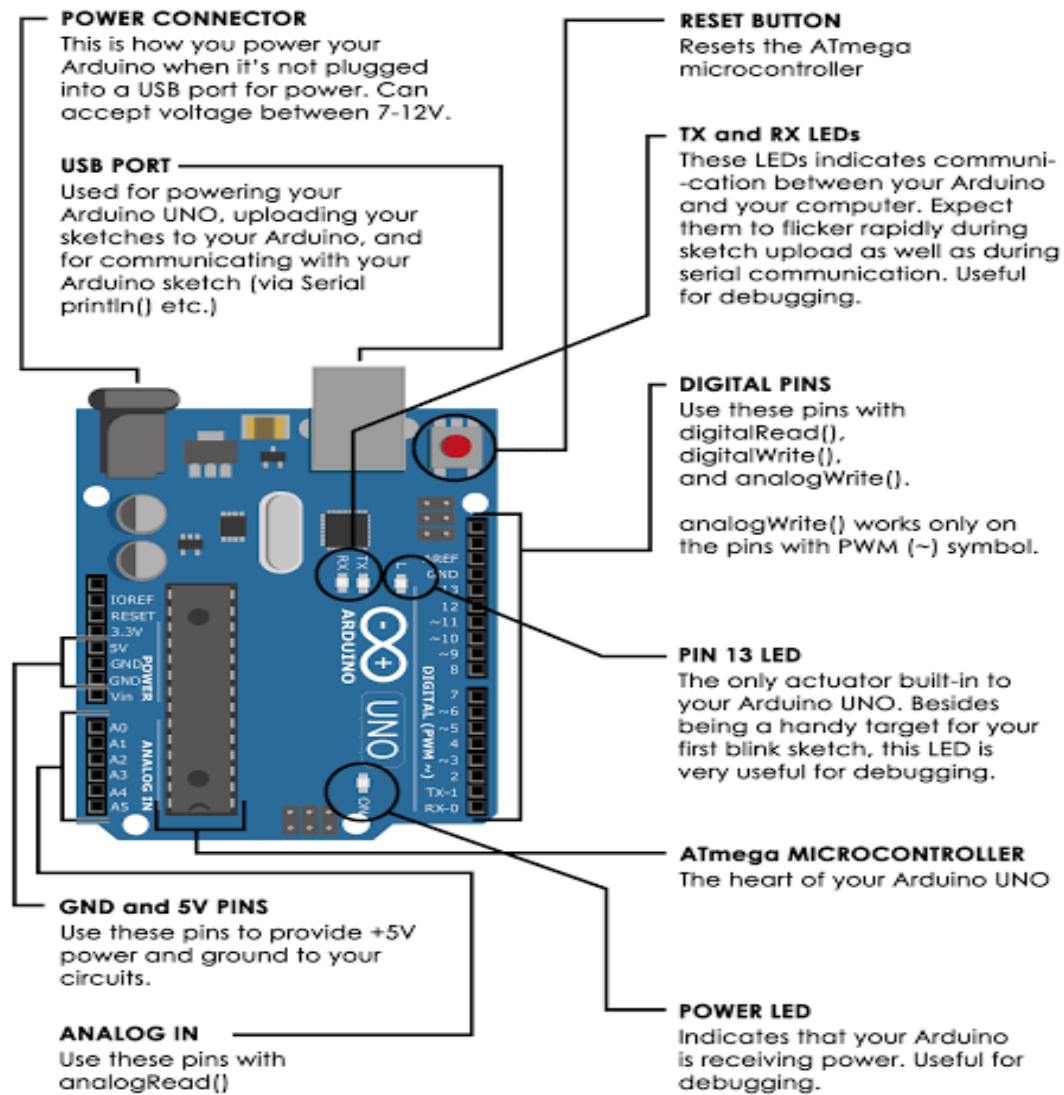 POWER CONNECTOR
This is how you power your
Arduino when it's not plugged
into a USB port for power. Can
accept voltage between 7-12V.
USB PORT
Used for powering your
Arduino UNO, uploading your
sketches to your Arduino, and
for communicating with your
Arduino sketch (via Serial
println() etc.)
RESET BUTTON
Resets the ATmega
microcontroller
TX and RX LEDs
These LEDs indicates communi-
-cation between your Arduino
and your computer. Expect
them to flicker rapidly during
sketch upload as well as during
serial communication. Useful
for debugging.
DIGITAL PINS
Use these pins with
digitalRead(),
digitalWrite(),
and analogWrite().
analogWrite() works only on
the pins with PWM (~) symbol.
PIN 13 LED
The only actuator built-in to
your Arduino UNO. Besides
being a handy target for your
first blink sketch, this LED is
very useful for debugging.
ATmega MICROCONTROLLER
The heart of your Arduino UNO
POWER LED
Indicates that your Arduino
is receiving power. Useful for
debugging.
GND and 5V PINS
Use these pins to provide +5V
power and ground to your
circuits.
ANALOG IN
Use these pins with
analogRead()
IOREF
RESET
3.3V
5V
GND
GND
Vin
POWER
A0
A1
A2
A3
A4
A5
ANALOG IN
RX
TX
L
ARDUINO
UNO
ON
DIGITAL (PWM ~)
AREF
GND
13
12
~11
~10
~9
8
7
~6
~5
4
~3
2
TX-1
RX-0